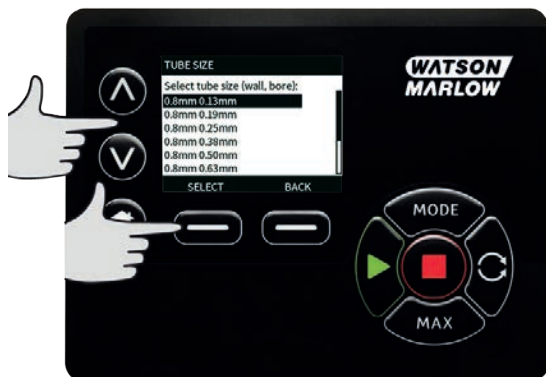 TUBE SIZE
Select tube size (wall, bore):
0.8mm 0.13mm
0.8mm 0.19mm
0.8mm 0.25mm
0.8mm 0.38mm
0.8mm 0.50mm
0.8mm 0.63mm
SELECT BACK
WATSON
MARLOW
MODE
MAX